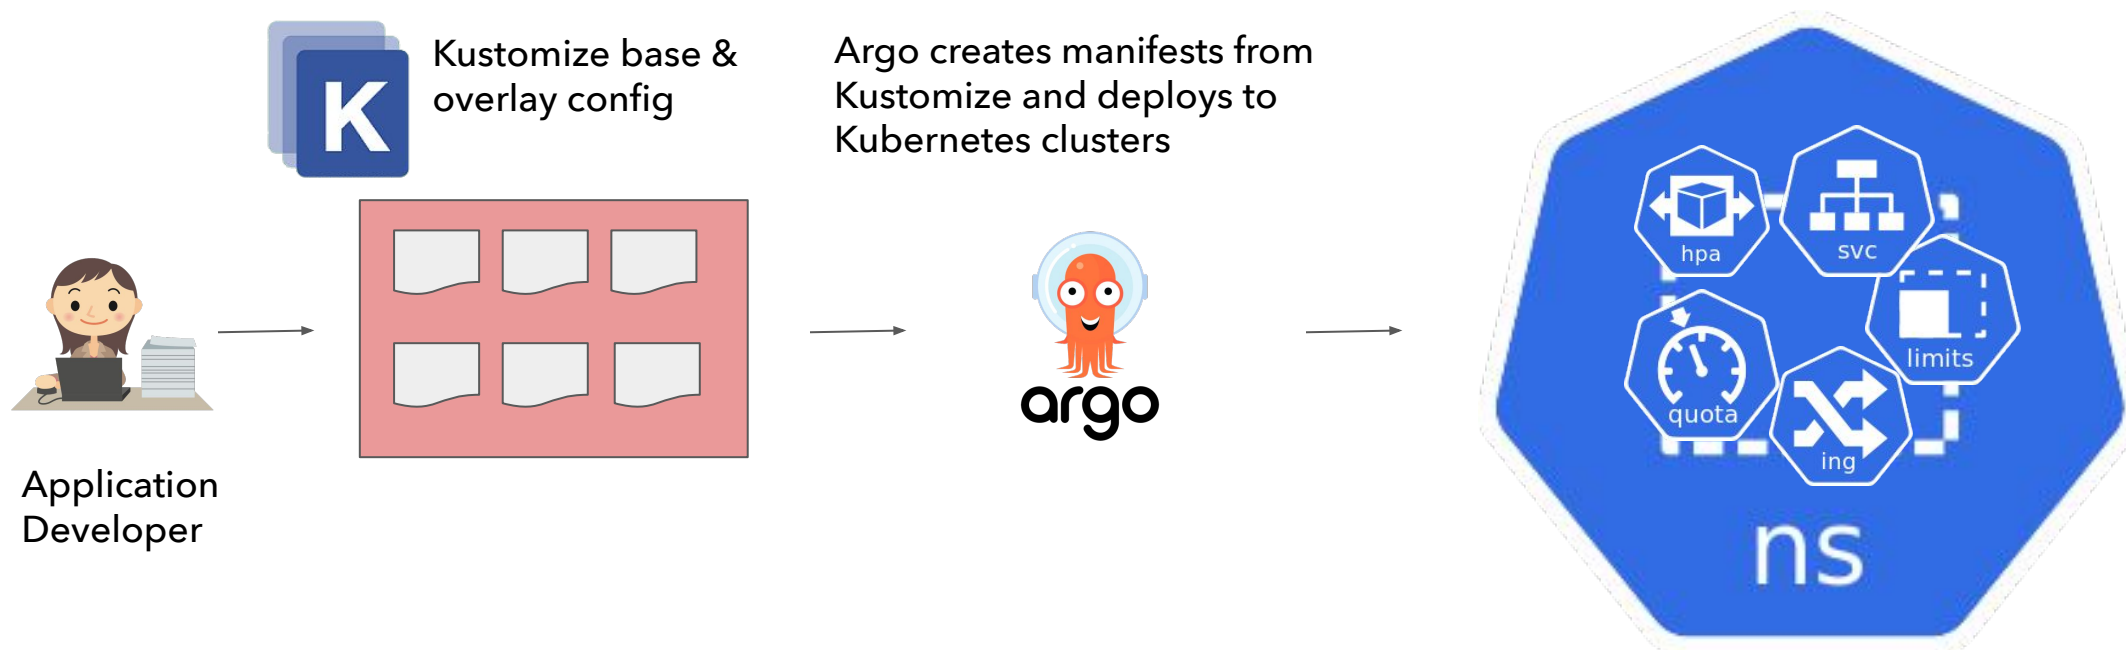 K
Kustomize base &
overlay config
Argo creates manifests from
Kustomize and deploys to
Kubernetes clusters
Application
Developer
argo
hpa
svc
limits
quota
ing
ns